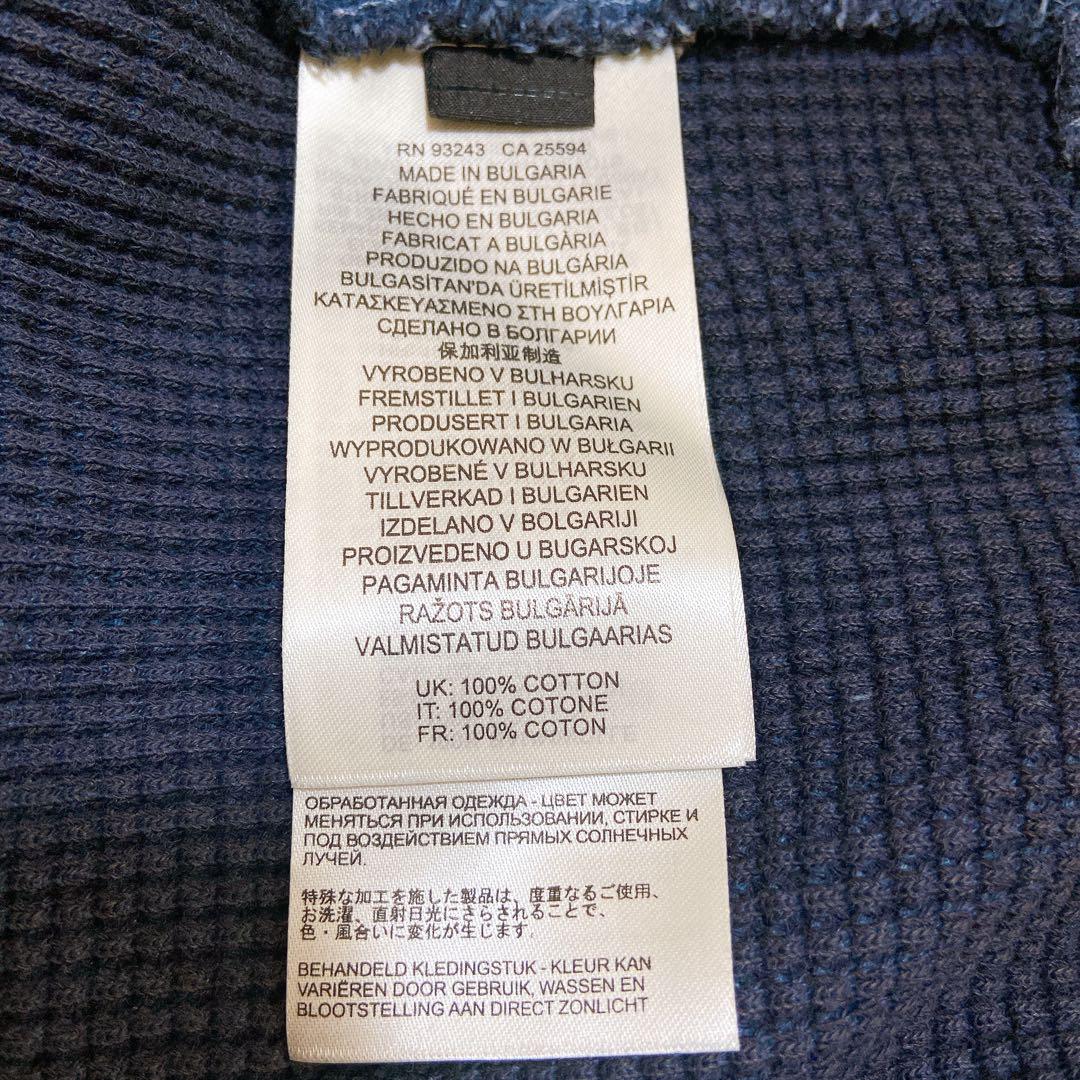 RN 93243 CA 25594
MADE IN BULGARIA
FABRIQUÉ EN BULGARIE
HECHO EN BULGARIA
FABRICAT A BULGÀRIA
PRODUZIDO NA BULGÁRIA
BULGASİTAN'DA ÜRETİLMİŞTİR
ΚΑΤΑΣΚΕΥΑΣΜΕΝΟ ΣΤΗ ΒΟΥΛΓΑΡΙΑ
СДЕЛАНО В БОЛГАРИИ
保加利亚制造
VYROBENO V BULHARSKU
FREMSTILLET I BULGARIEN
PRODUSERT I BULGARIA
WYPRODUKOWANO W BUŁGARII
VYROBENÉ V BULHARSKU
TILLVERKAD I BULGARIEN
IZDELANO V BOLGARIJI
PROIZVEDENO U BUGARSKOJ
PAGAMINTA BULGARIJOJE
RAŽOTS BULGĀRIJĀ
VALMISTATUD BULGAARIAS
UK: 100% COTTON
IT: 100% COTONE
FR: 100% COTON
ОБРАБОТАННАЯ ОДЕЖДА - ЦВЕТ МОЖЕТ
МЕНЯТЬСЯ ПРИ ИСПОЛЬЗОВАНИИ, СТИРКЕ И
ПОД ВОЗДЕЙСТВИЕМ ПРЯМЫХ СОЛНЕЧНЫХ
ЛУЧЕЙ.
特殊な加工を施した製品は、度重なるご使用、
お洗濯、直射日光にさらされることで、
色・風合いに変化が生じます.
BEHANDELD KLEDINGSTUK - KLEUR KAN
VARIËREN DOOR GEBRUIK, WASSEN EN
BLOOTSTELLING AAN DIRECT ZONLICHT